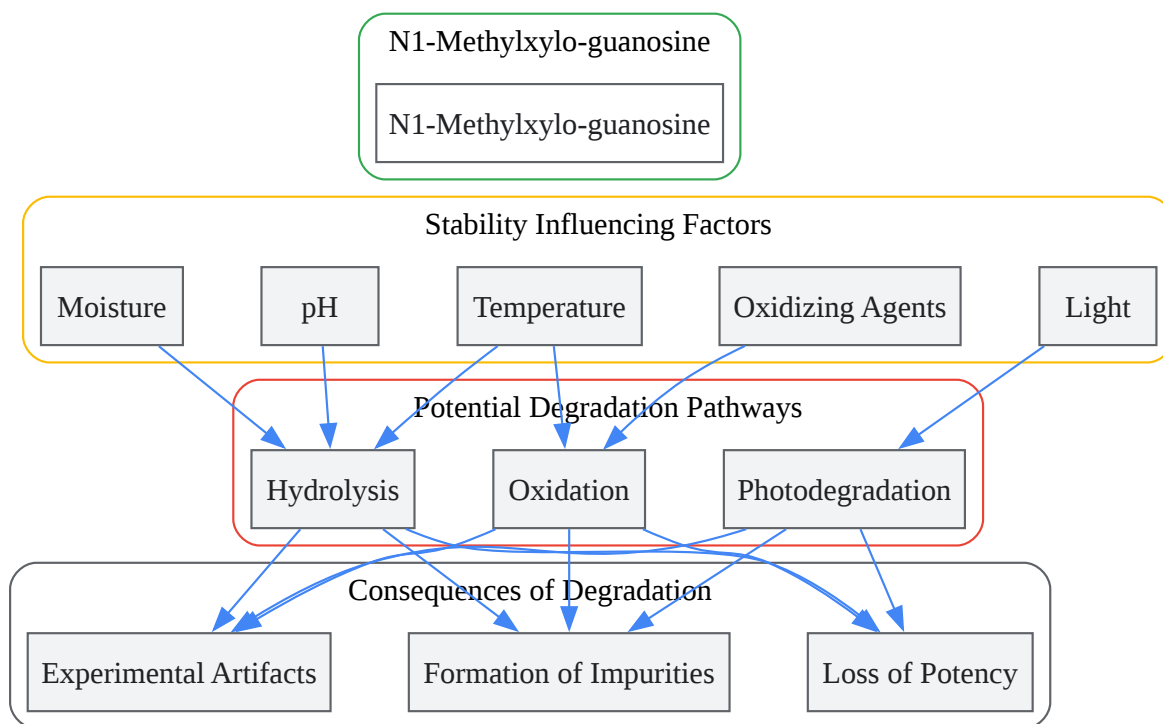 N1-Methylxylo-guanosine
N1-Methylxylo-guanosine
Stability Influencing Factors
Moisture
pH
Temperature
Oxidizing Agents
Light
Potential Degradation Pathways
Hydrolysis
Oxidation
Photodegradation
Consequences of Degradation
Experimental Artifacts
Formation of Impurities
Loss of Potency